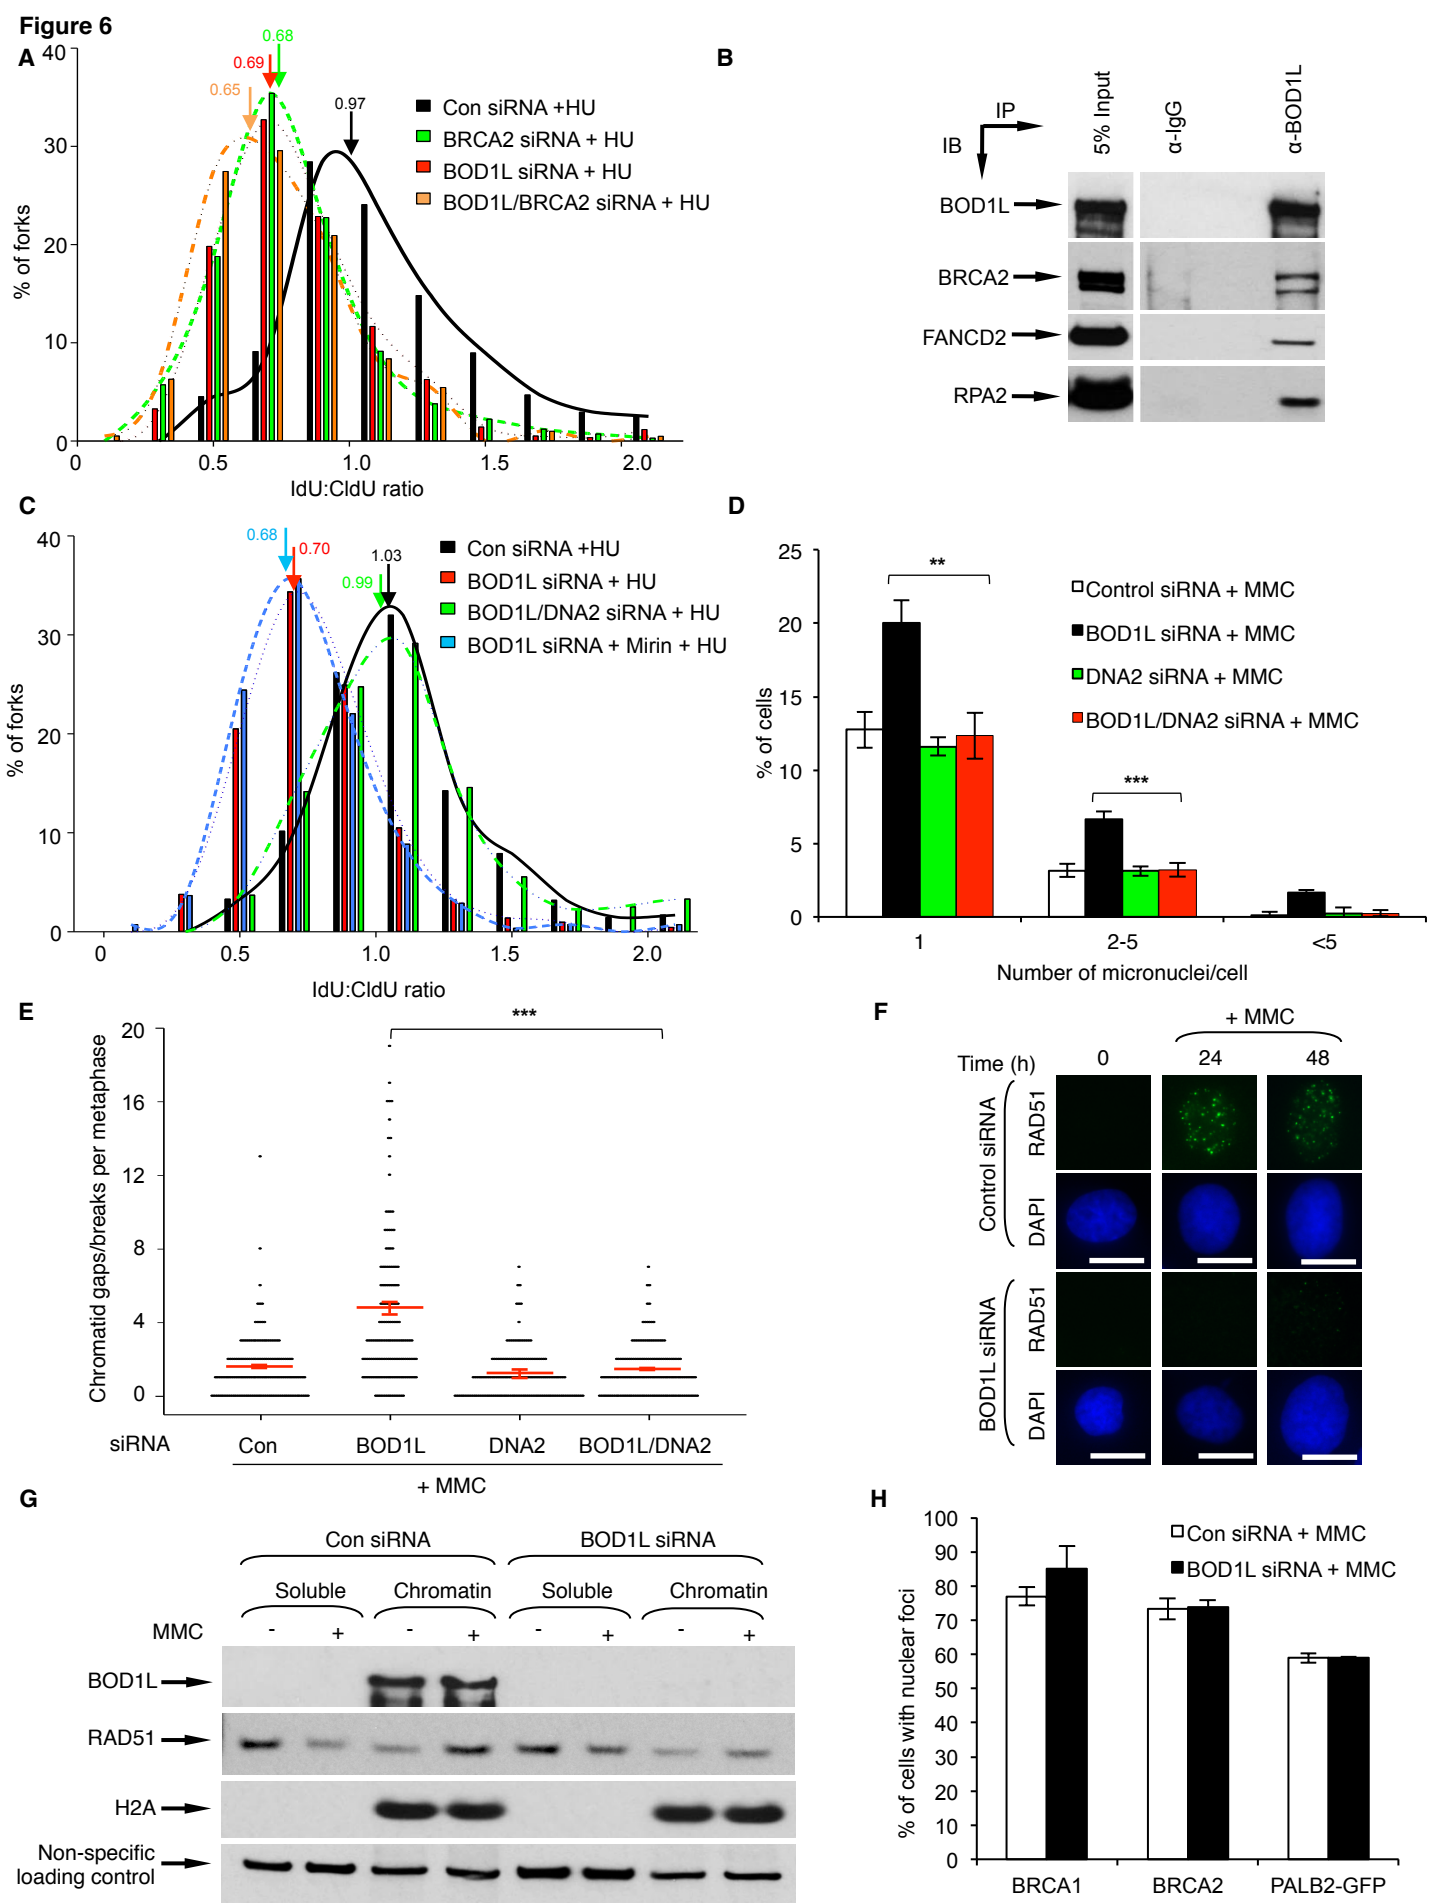 Figure 6
A
40
30
20
10
0
% of forks
0.65
0.69
0.68
0.97
Con siRNA +HU
BRCA2 siRNA + HU
BOD1L siRNA + HU
BOD1L/BRCA2 siRNA + HU
0 0.5 1.0 1.5 2.0
IdU:CldU ratio
B
IP
IB
5% Input
α-IgG
α-BOD1L
BOD1L
BRCA2
FANCD2
RPA2
C
40
30
20
10
0
% of forks
0.68
0.70
0.99
1.03
Con siRNA +HU
BOD1L siRNA + HU
BOD1L/DNA2 siRNA + HU
BOD1L siRNA + Mirin + HU
0 0.5 1.0 1.5 2.0
IdU:CldU ratio
D
25
20
15
10
5
0
% of cells
**
***
Control siRNA + MMC
BOD1L siRNA + MMC
DNA2 siRNA + MMC
BOD1L/DNA2 siRNA + MMC
1 2-5 <5
Number of micronuclei/cell
E
20
16
12
8
4
0
Chromatid gaps/breaks per metaphase
***
siRNA Con BOD1L DNA2 BOD1L/DNA2
+ MMC
F
+ MMC
Time (h) 0 24 48
Control siRNA
RAD51
DAPI
BOD1L siRNA
RAD51
DAPI
G
Con siRNA BOD1L siRNA
Soluble Chromatin Soluble Chromatin
MMC - + - + - + - +
BOD1L
RAD51
H2A
Non-specific
loading control
H
100
90
80
70
60
50
40
30
20
10
0
% of cells with nuclear foci
Con siRNA + MMC
BOD1L siRNA + MMC
BRCA1 BRCA2 PALB2-GFP